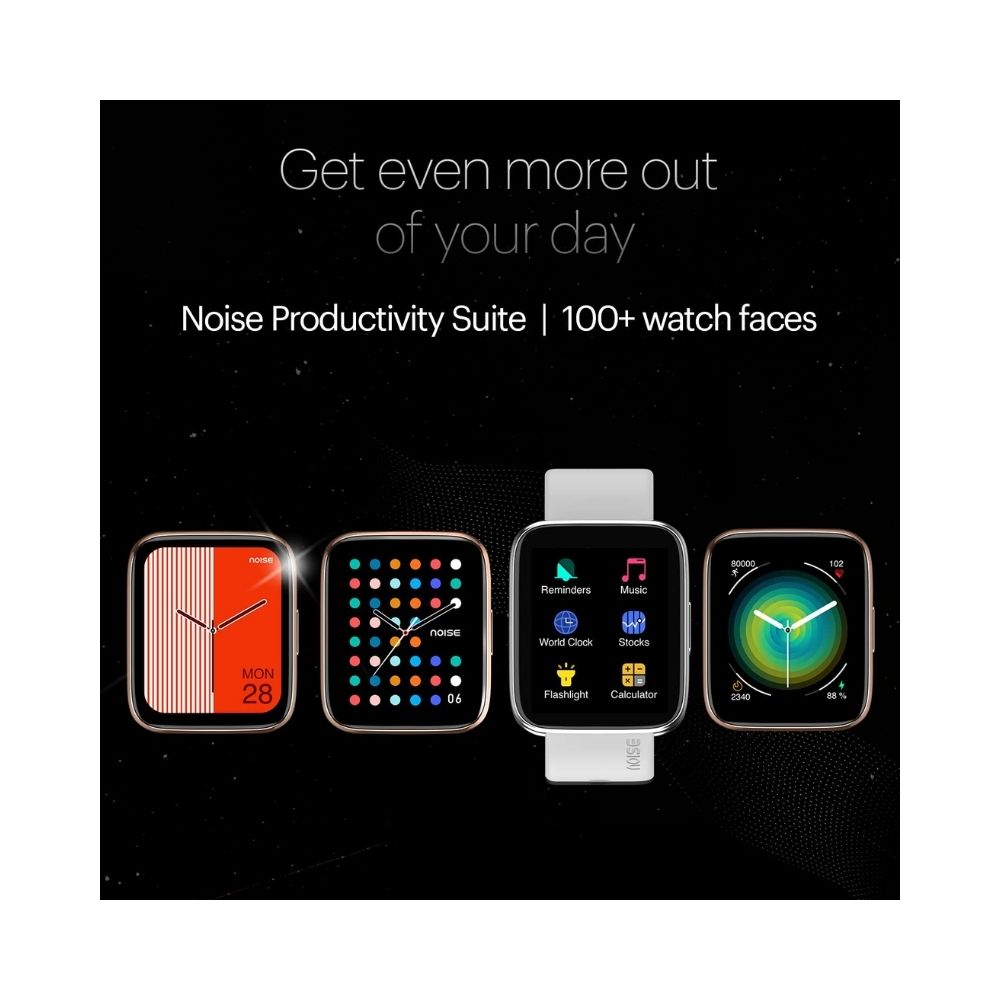 Get even more out
of your day
Noise Productivity Suite | 100+ watch faces
NOISE
MON
28
NOISE
06
Reminders
Music
World Clock
Stocks
Flashlight
Calculator
NOISE
80000
102
2340
88 %